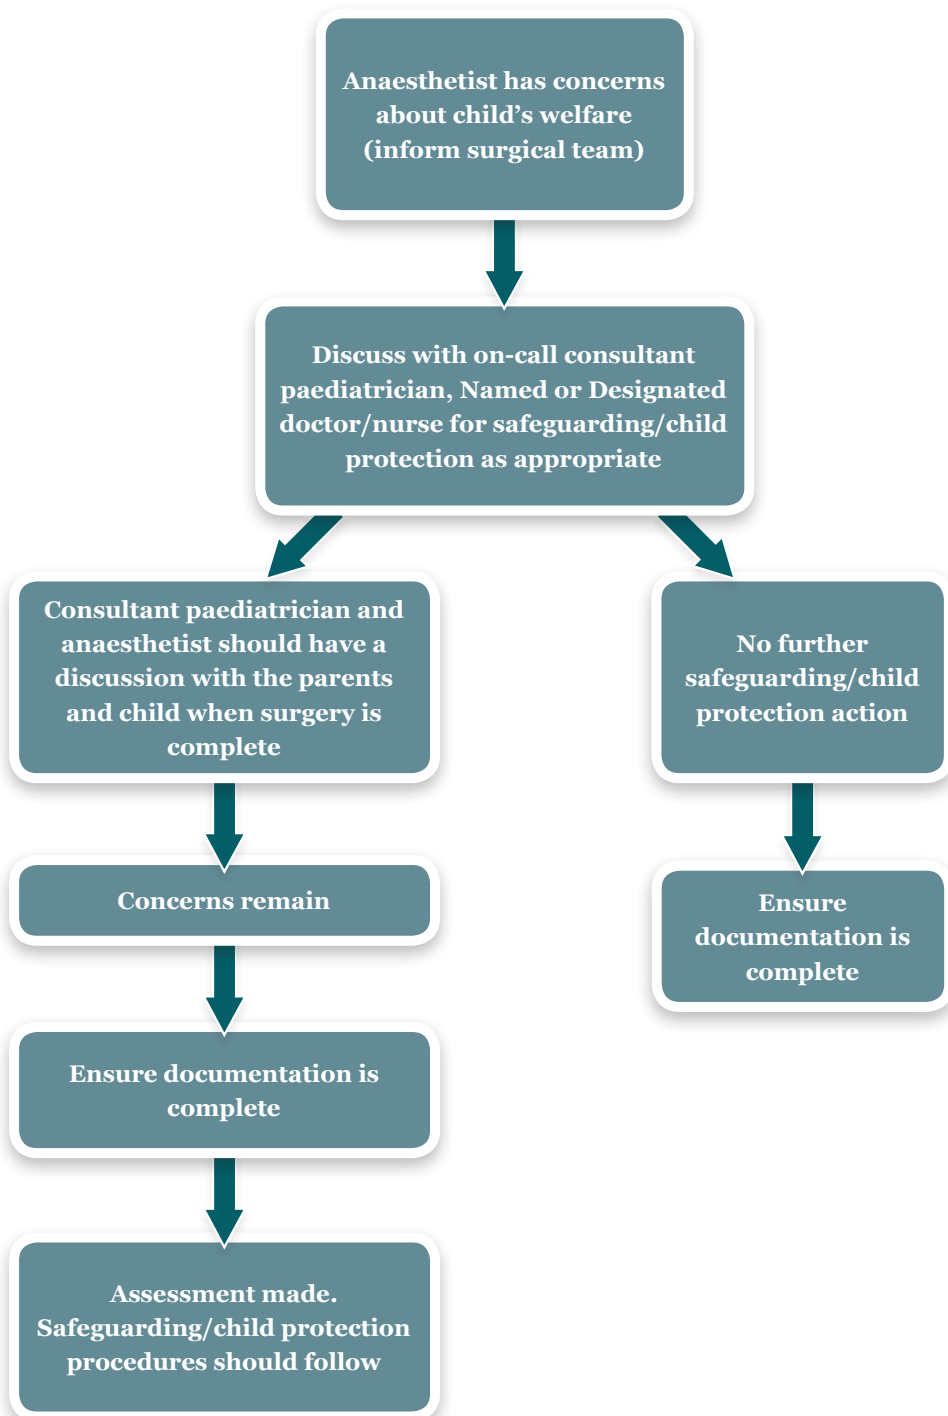 Anaesthetist has concerns
about child’s welfare
(inform surgical team)
Discuss with on-call consultant
paediatrician, Named or Designated
doctor/nurse for safeguarding/child
protection as appropriate
Consultant paediatrician and
anaesthetist should have a
discussion with the parents
and child when surgery is
complete
No further
safeguarding/child
protection action
Concerns remain
Ensure
documentation is
complete
Ensure documentation is
complete
Assessment made.
Safeguarding/child protection
procedures should follow